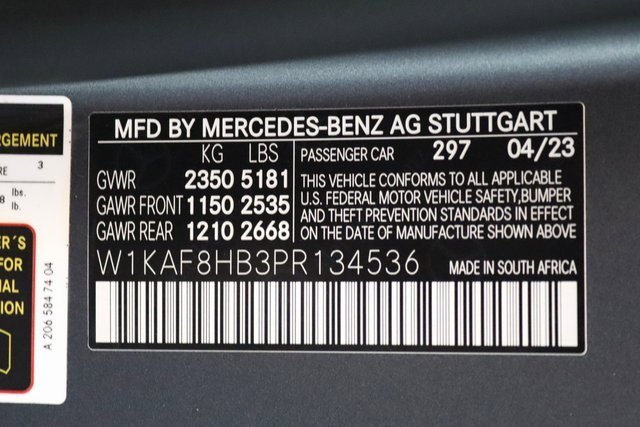 MFD BY MERCEDES-BENZ AG STUTTGART
KG LBS
GVWR 2350 5181
GAWR FRONT 1150 2535
GAWR REAR 1210 2668
PASSENGER CAR 297 04/23
THIS VEHICLE CONFORMS TO ALL APPLICABLE
U.S. FEDERAL MOTOR VEHICLE SAFETY,BUMPER
AND THEFT PREVENTION STANDARDS IN EFFECT
ON THE DATE OF MANUFACTURE SHOWN ABOVE
W1KAF8HB3PR134536 MADE IN SOUTH AFRICA
RGEMENT
RE 3
8 lbs.
lb.
ER´S
FOR
NAL
ION
A 206 584 74 04